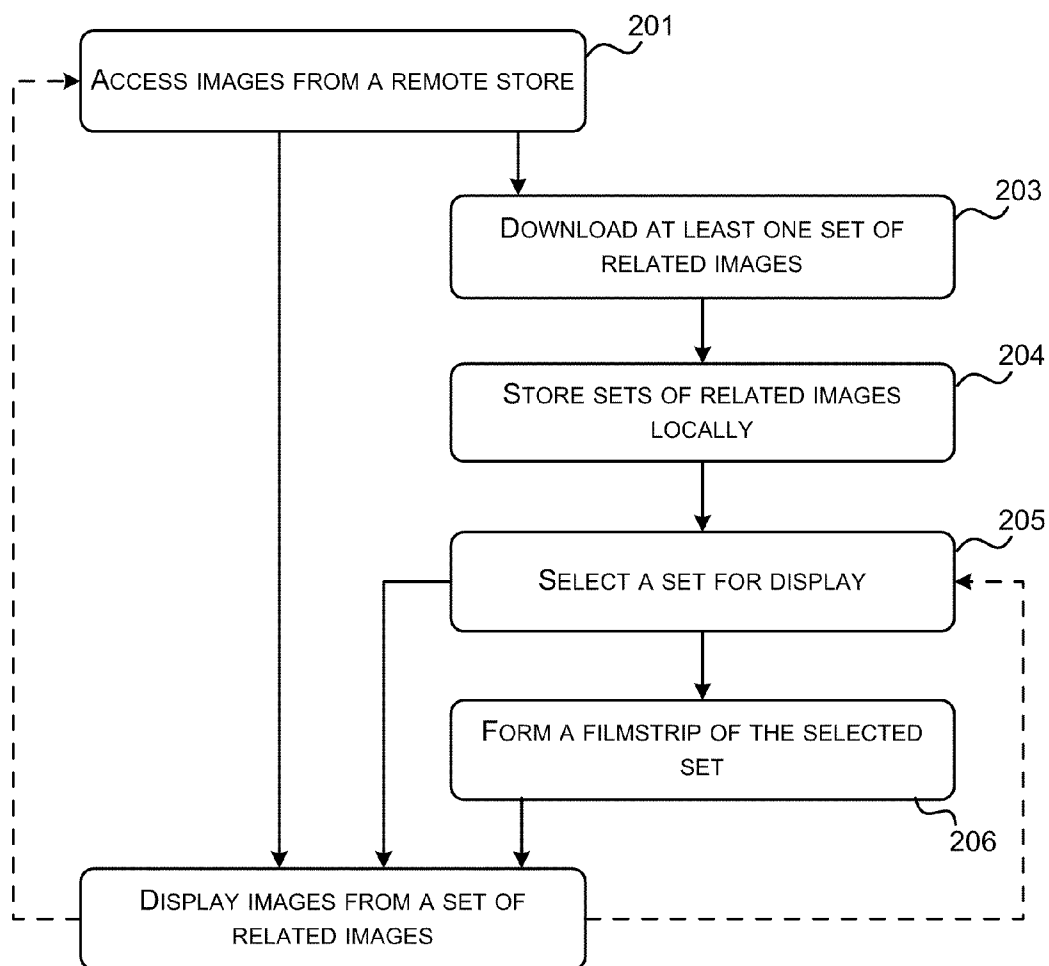 201
ACCESS IMAGES FROM A REMOTE STORE
203
DOWNLOAD AT LEAST ONE SET OF
RELATED IMAGES
204
STORE SETS OF RELATED IMAGES
LOCALLY
205
SELECT A SET FOR DISPLAY
FORM A FILMSTRIP OF THE SELECTED
SET
206
DISPLAY IMAGES FROM A SET OF
RELATED IMAGES